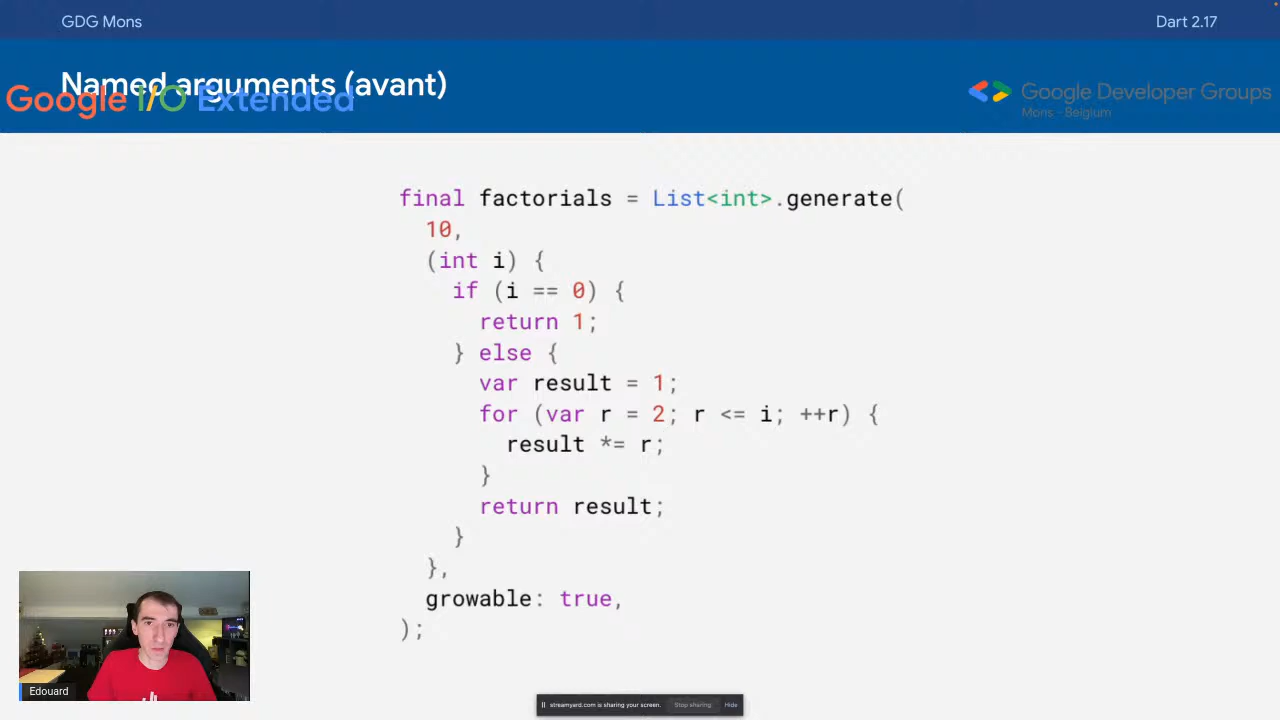 GDG Mons
Dart 2.17
Named arguments (avant)
Google I/O Extended
Google Developer Groups
Mons - Belgium
final factorials = List<int>.generate(
10,
(int i) {
if (i == 0) {
return 1;
} else {
var result = 1;
for (var r = 2; r <= i; ++r) {
result *= r;
}
return result;
}
},
growable: true,
);
Edouard
streamyard.com is sharing your screen.
Stop sharing
Hide